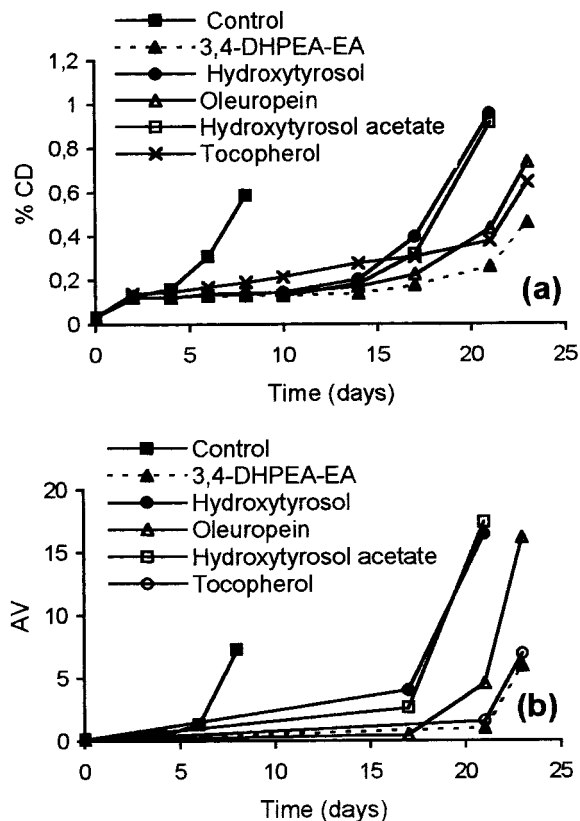 Control
3,4-DHPEA-EA
Hydroxytyrosol
Oleuropein
Hydroxytyrosol acetate
Tocopherol
1,2
1
0,8
0,6
0,4
0,2
0
% CD
0 5 10 15 20 25
Time (days)
(a)
Control
3,4-DHPEA-EA
Hydroxytyrosol
Oleuropein
Hydroxytyrosol acetate
Tocopherol
20
15
10
5
0
AV
0 5 10 15 20 25
Time (days)
(b)